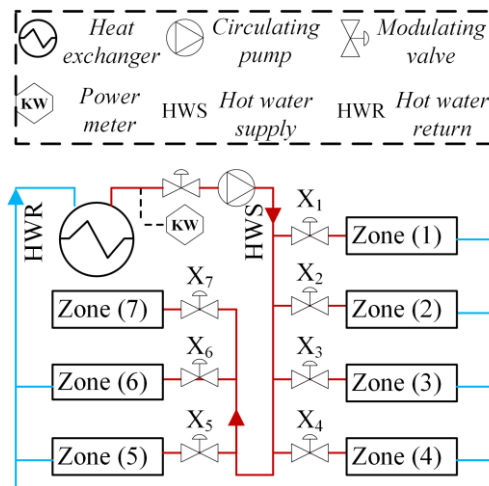 Heat exchanger
Circulating pump
Modulating valve
KW
Power meter
HWS
Hot water supply
HWR
Hot water return
HWR
KW
HWS
X1
Zone (1)
X7
X2
Zone (7)
Zone (2)
X6
X3
Zone (6)
Zone (3)
X5
X4
Zone (5)
Zone (4)